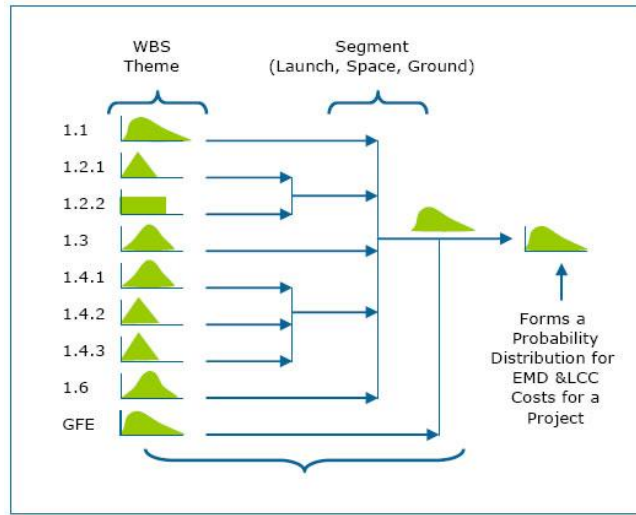 WBS
Theme
Segment
(Launch, Space, Ground)
1.1
1.2.1
1.2.2
1.3
1.4.1
1.4.2
1.4.3
1.6
GFE
Forms a
Probability
Distribution for
EMD &LCC
Costs for a
Project